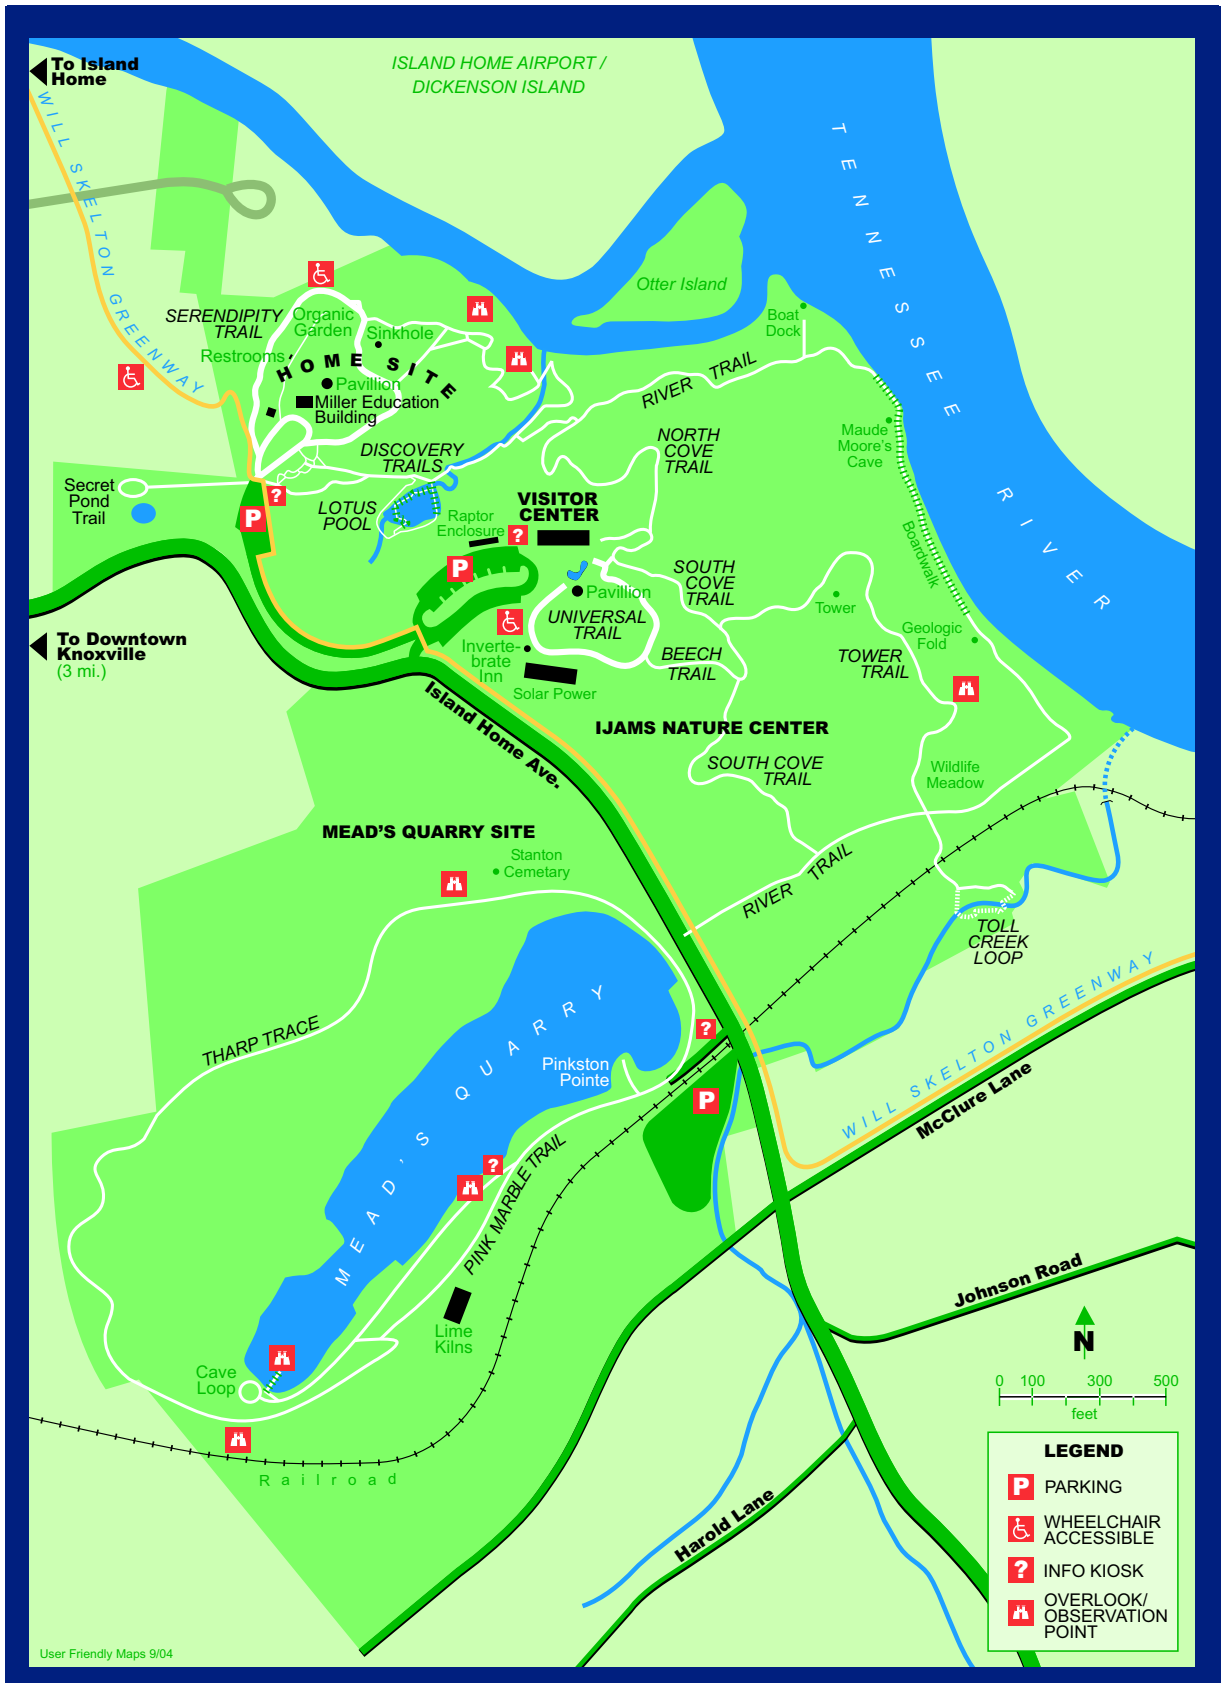 To Island
Home
ISLAND HOME AIRPORT /
DICKENSON ISLAND
WILL SKELTON GREENWAY
TENNESSEE RIVER
Otter Island
SERENDIPITY
TRAIL
Organic
Garden
Sinkhole
Restrooms
HOME SITE
Pavillion
Miller Education
Building
Boat
Dock
RIVER TRAIL
DISCOVERY
TRAILS
NORTH
COVE
TRAIL
Maude
Moore's
Cave
Secret
Pond
Trail
?
P
LOTUS
POOL
Raptor
Enclosure
?
VISITOR
CENTER
P
Boardwalk
SOUTH
COVE
TRAIL
Pavillion
UNIVERSAL
TRAIL
Tower
Geologic
Fold
To Downtown
Knoxville
(3 mi.)
Inverte-
brate
Inn
Solar Power
BEECH
TRAIL
TOWER
TRAIL
Island Home Ave.
IJAMS NATURE CENTER
SOUTH COVE
TRAIL
Wildlife
Meadow
MEAD'S QUARRY SITE
Stanton
Cemetary
RIVER TRAIL
TOLL
CREEK
LOOP
THARP TRACE
MEAD'S QUARRY
?
Pinkston
Pointe
P
WILL SKELTON GREENWAY
McClure Lane
?
PINK MARBLE TRAIL
Lime
Kilns
Johnson Road
N
Cave
Loop
0 100 300 500
feet
Railroad
Harold Lane
LEGEND
P PARKING
WHEELCHAIR
ACCESSIBLE
? INFO KIOSK
OVERLOOK/
OBSERVATION
POINT
User Friendly Maps 9/04